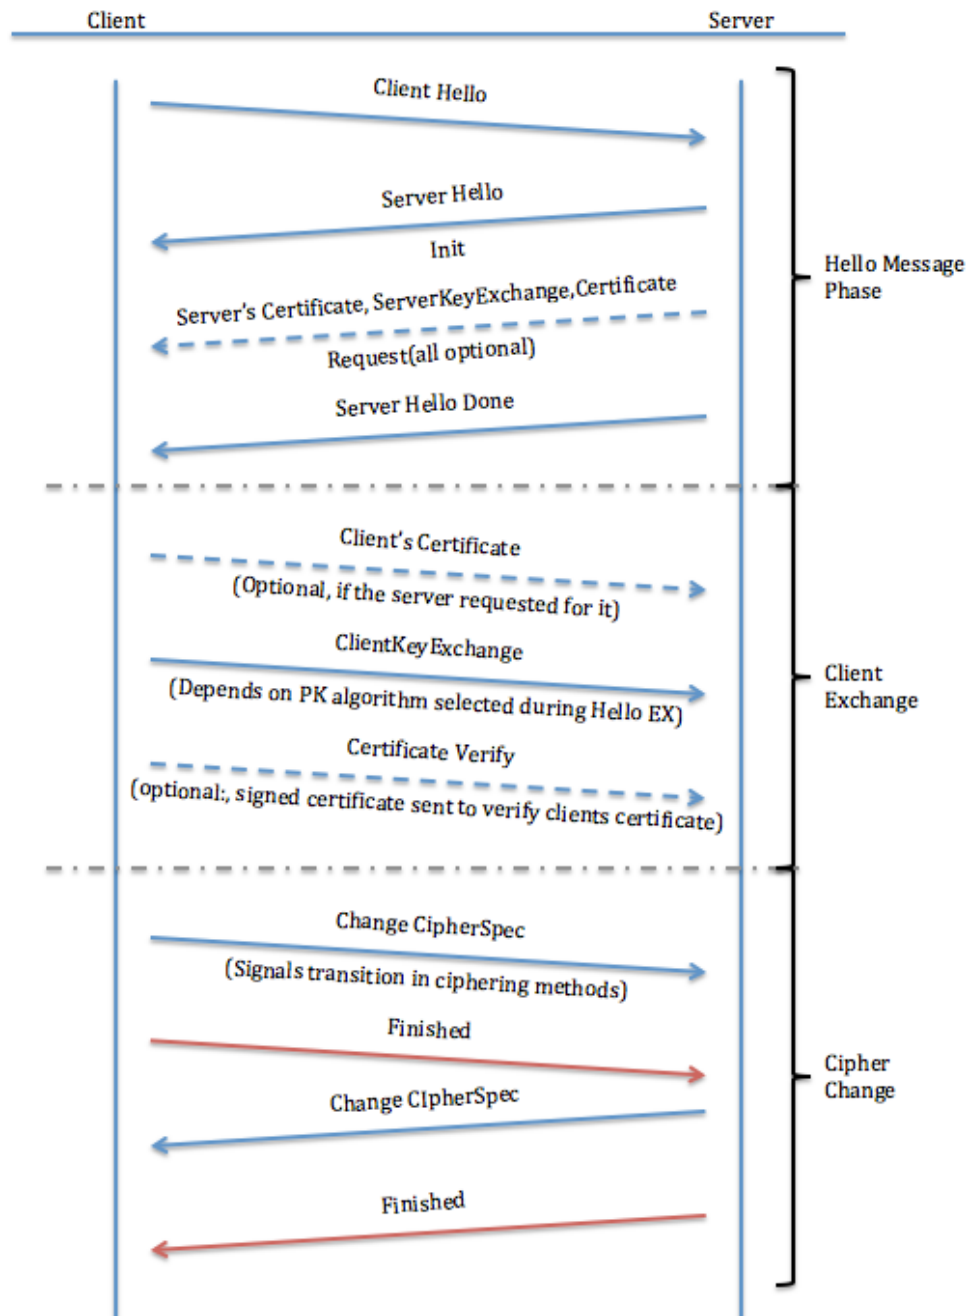 Client
Server
Client Hello
Server Hello
Init
Hello Message
Phase
Server's Certificate, ServerKeyExchange,Certificate
Request(all optional)
Server Hello Done
Client's Certificate
(Optional, if the server requested for it)
ClientKeyExchange
(Depends on PK algorithm selected during Hello EX)
Client
Exchange
Certificate Verify
(optional:, signed certificate sent to verify clients certificate)
Change CipherSpec
(Signals transition in ciphering methods)
Finished
Cipher
Change
Change CIpherSpec
Finished